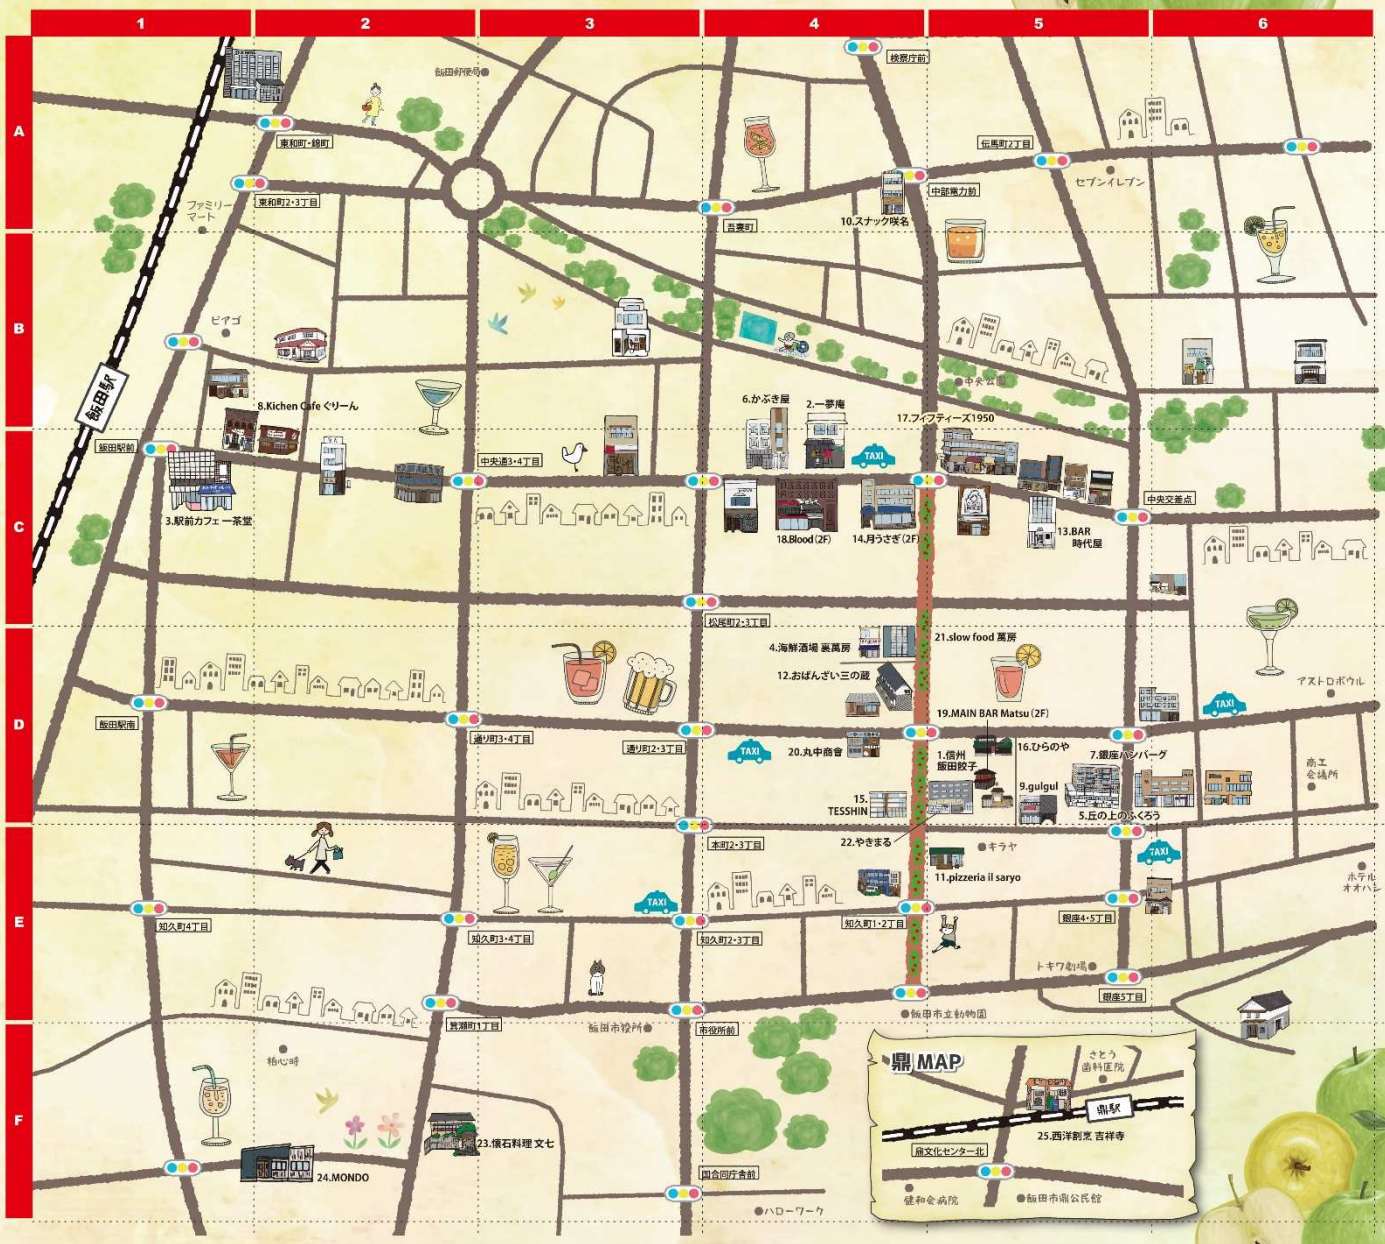 1 2 3 4 5 6
A
B
C
D
E
F
検察庁前
飯田郵便局
東和町・錦町
伝馬町2丁目
セブンイレブン
中部電力前
ファミリー
マート
東和町2・3丁目
吾妻町
10.スナック咲名
ピアゴ
飯田駅
中央公園
8.Kichen Cafe ぐりーん
6.かぶき屋
2.一夢庵
17.フィフティーズ1950
飯田駅前
中央通3・4丁目
TAXI
中央交差点
3.駅前カフェ 一茶堂
18.Blood(2F)
14.月うさぎ(2F)
13.BAR
時代屋
松尾町2・3丁目
4.海鮮酒場 裏萬房
21.slow food 萬房
12.おばんざい三の蔵
アストロボウル
飯田駅南
通り町3・4丁目
通り町2・3丁目
TAXI
20.丸中商會
19.MAIN BAR Matsu(2F)
TAXI
1.信州
飯田餃子
16.ひらのや
7.銀座ハンバーグ
9.gulgul
商工
会議所
15.
TESSHIN
5.丘の上のふくろう
本町2・3丁目
22.やきまる
キラヤ
TAXI
11.pizzeria il saryo
TAXI
知久町4丁目
知久町3・4丁目
知久町2・3丁目
知久町1・2丁目
銀座4・5丁目
トキワ劇場
銀座5丁目
箕瀬町1丁目
飯田市役所
市役所前
飯田市立動物園
柏心時
鼎MAP
さとう
歯科医院
鼎駅
25.西洋割烹 吉祥寺
鼎文化センター北
健和会病院
飯田市鼎公民館
23.懐石料理 文七
24.MONDO
国合同庁舎前
ハローワーク